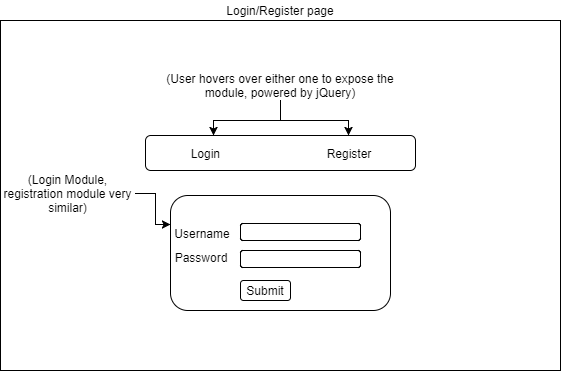 Login/Register page
(User hovers over either one to expose the
module, powered by jQuery)
Login Register
(Login Module,
registration module very
similar)
Username
Password
Submit